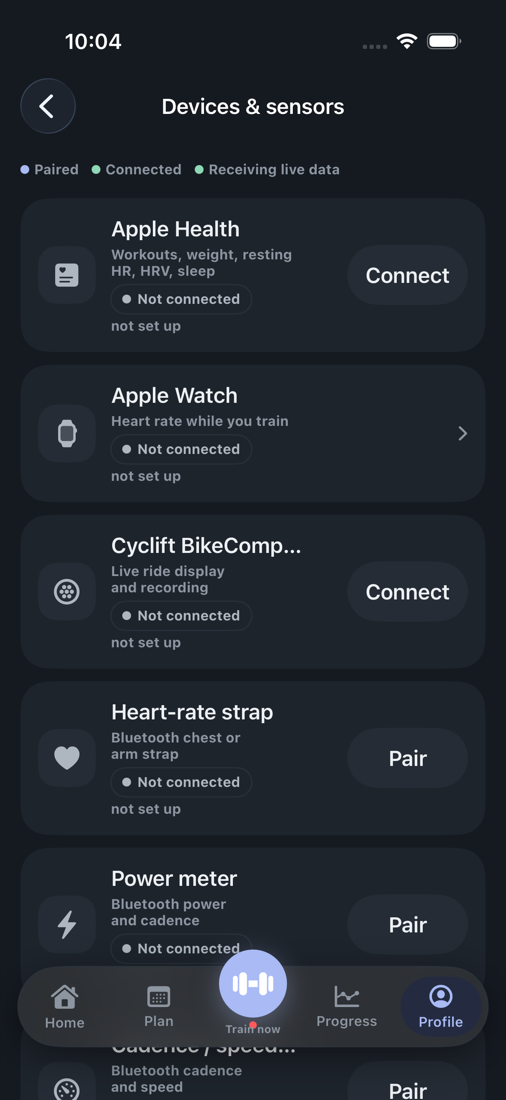 10:04
Devices & sensors
Paired Connected Receiving live data
Apple Health
Workouts, weight, resting
HR, HRV, sleep
Not connected
not set up
Connect
Apple Watch
Heart rate while you train
Not connected
not set up
Cyclift BikeComp...
Live ride display
and recording
Not connected
not set up
Connect
Heart-rate strap
Bluetooth chest or
arm strap
Not connected
not set up
Pair
Power meter
Bluetooth power
and cadence
Not connected
Pair
Home
Plan
Train now
Progress
Profile
Cadence / speed...
Bluetooth cadence
and speed
Pair